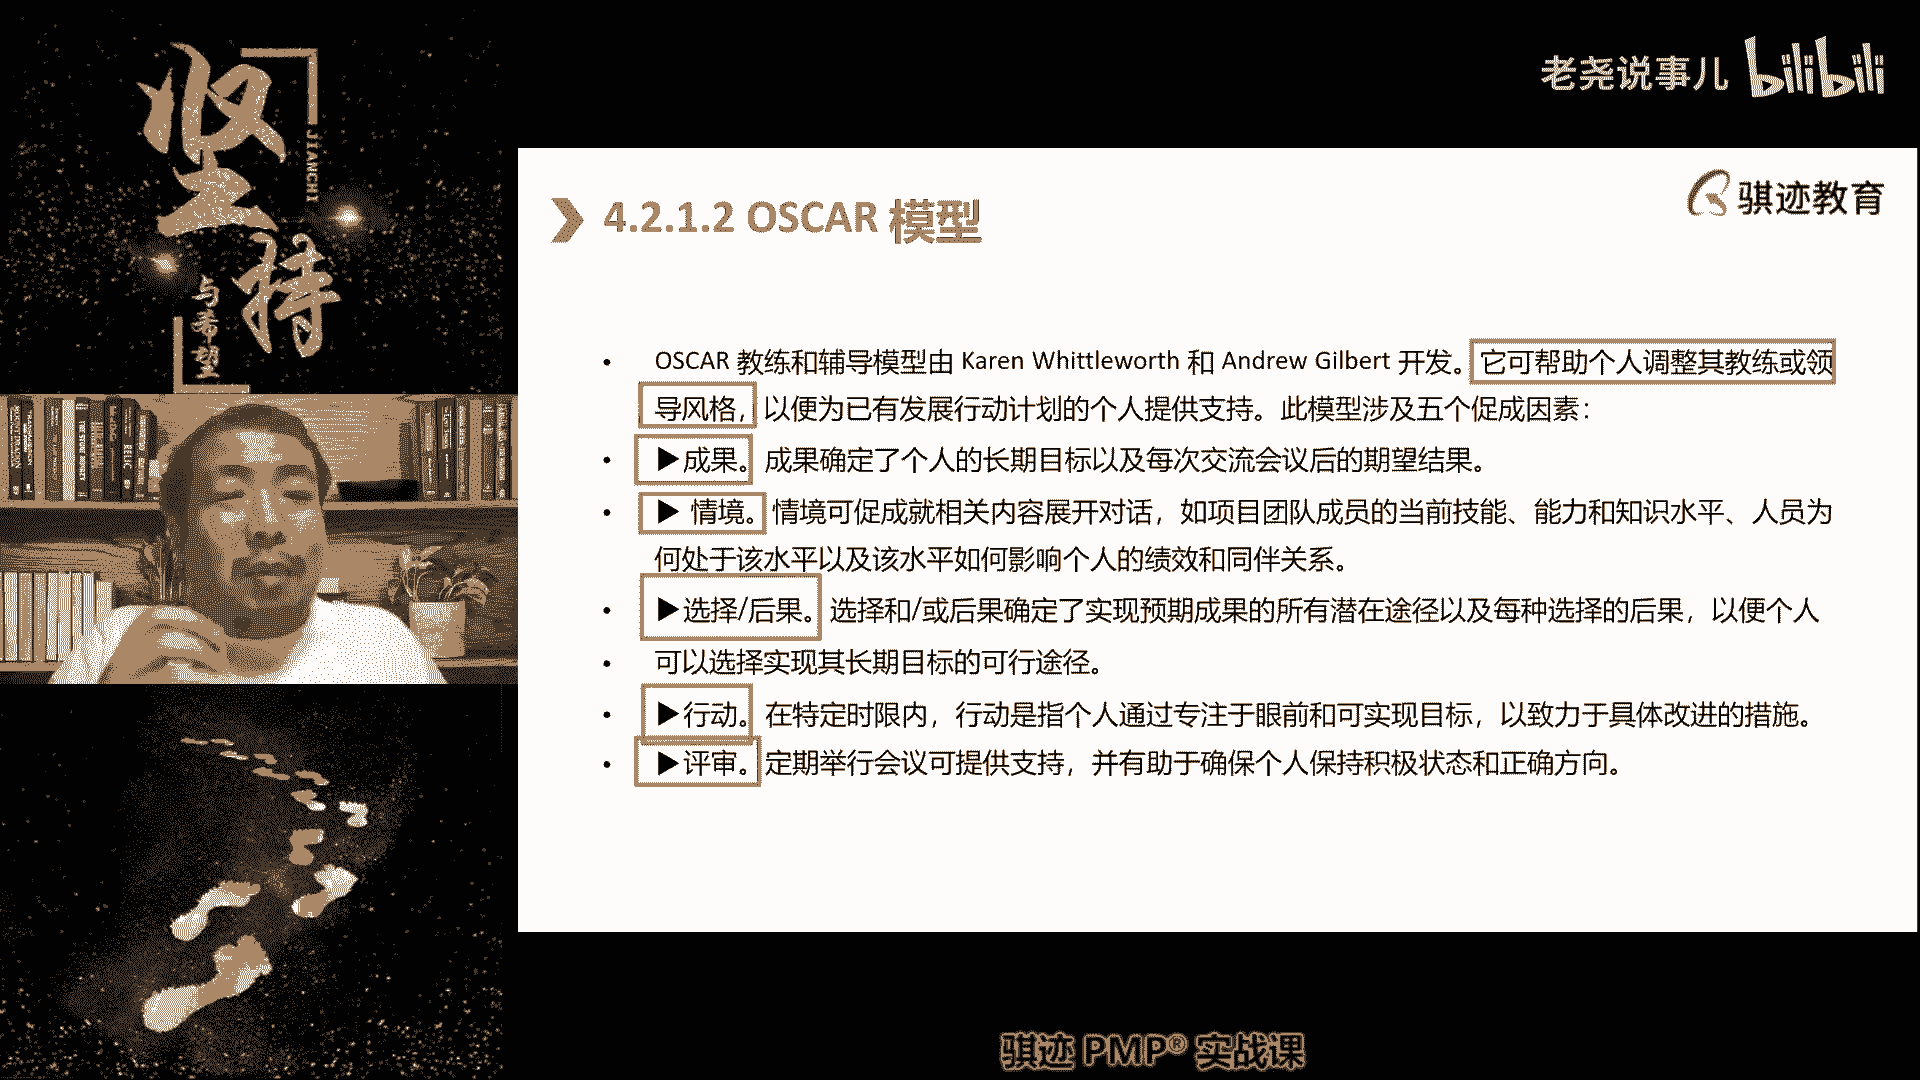 坚持
JIANCHI
与希望
老尧说事儿 bilibili
骐迹教育
4.2.1.2 OSCAR 模型
• OSCAR 教练和辅导模型由 Karen Whittleworth 和 Andrew Gilbert 开发。它可帮助个人调整其教练或领
导风格，以便为已有发展行动计划的个人提供支持。此模型涉及五个促成因素：
• ▶成果。成果确定了个人的长期目标以及每次交流会议后的期望结果。
• ▶ 情境。情境可促成就相关内容展开对话，如项目团队成员的当前技能、能力和知识水平、人员为
何处于该水平以及该水平如何影响个人的绩效和同伴关系。
• ▶选择/后果。选择和/或后果确定了实现预期成果的所有潜在途径以及每种选择的后果，以便个人
• 可以选择实现其长期目标的可行途径。
• ▶行动。在特定时限内，行动是指个人通过专注于眼前和可实现目标，以致力于具体改进的措施。
• ▶评审。定期举行会议可提供支持，并有助于确保个人保持积极状态和正确方向。
骐迹 PMP® 实战课